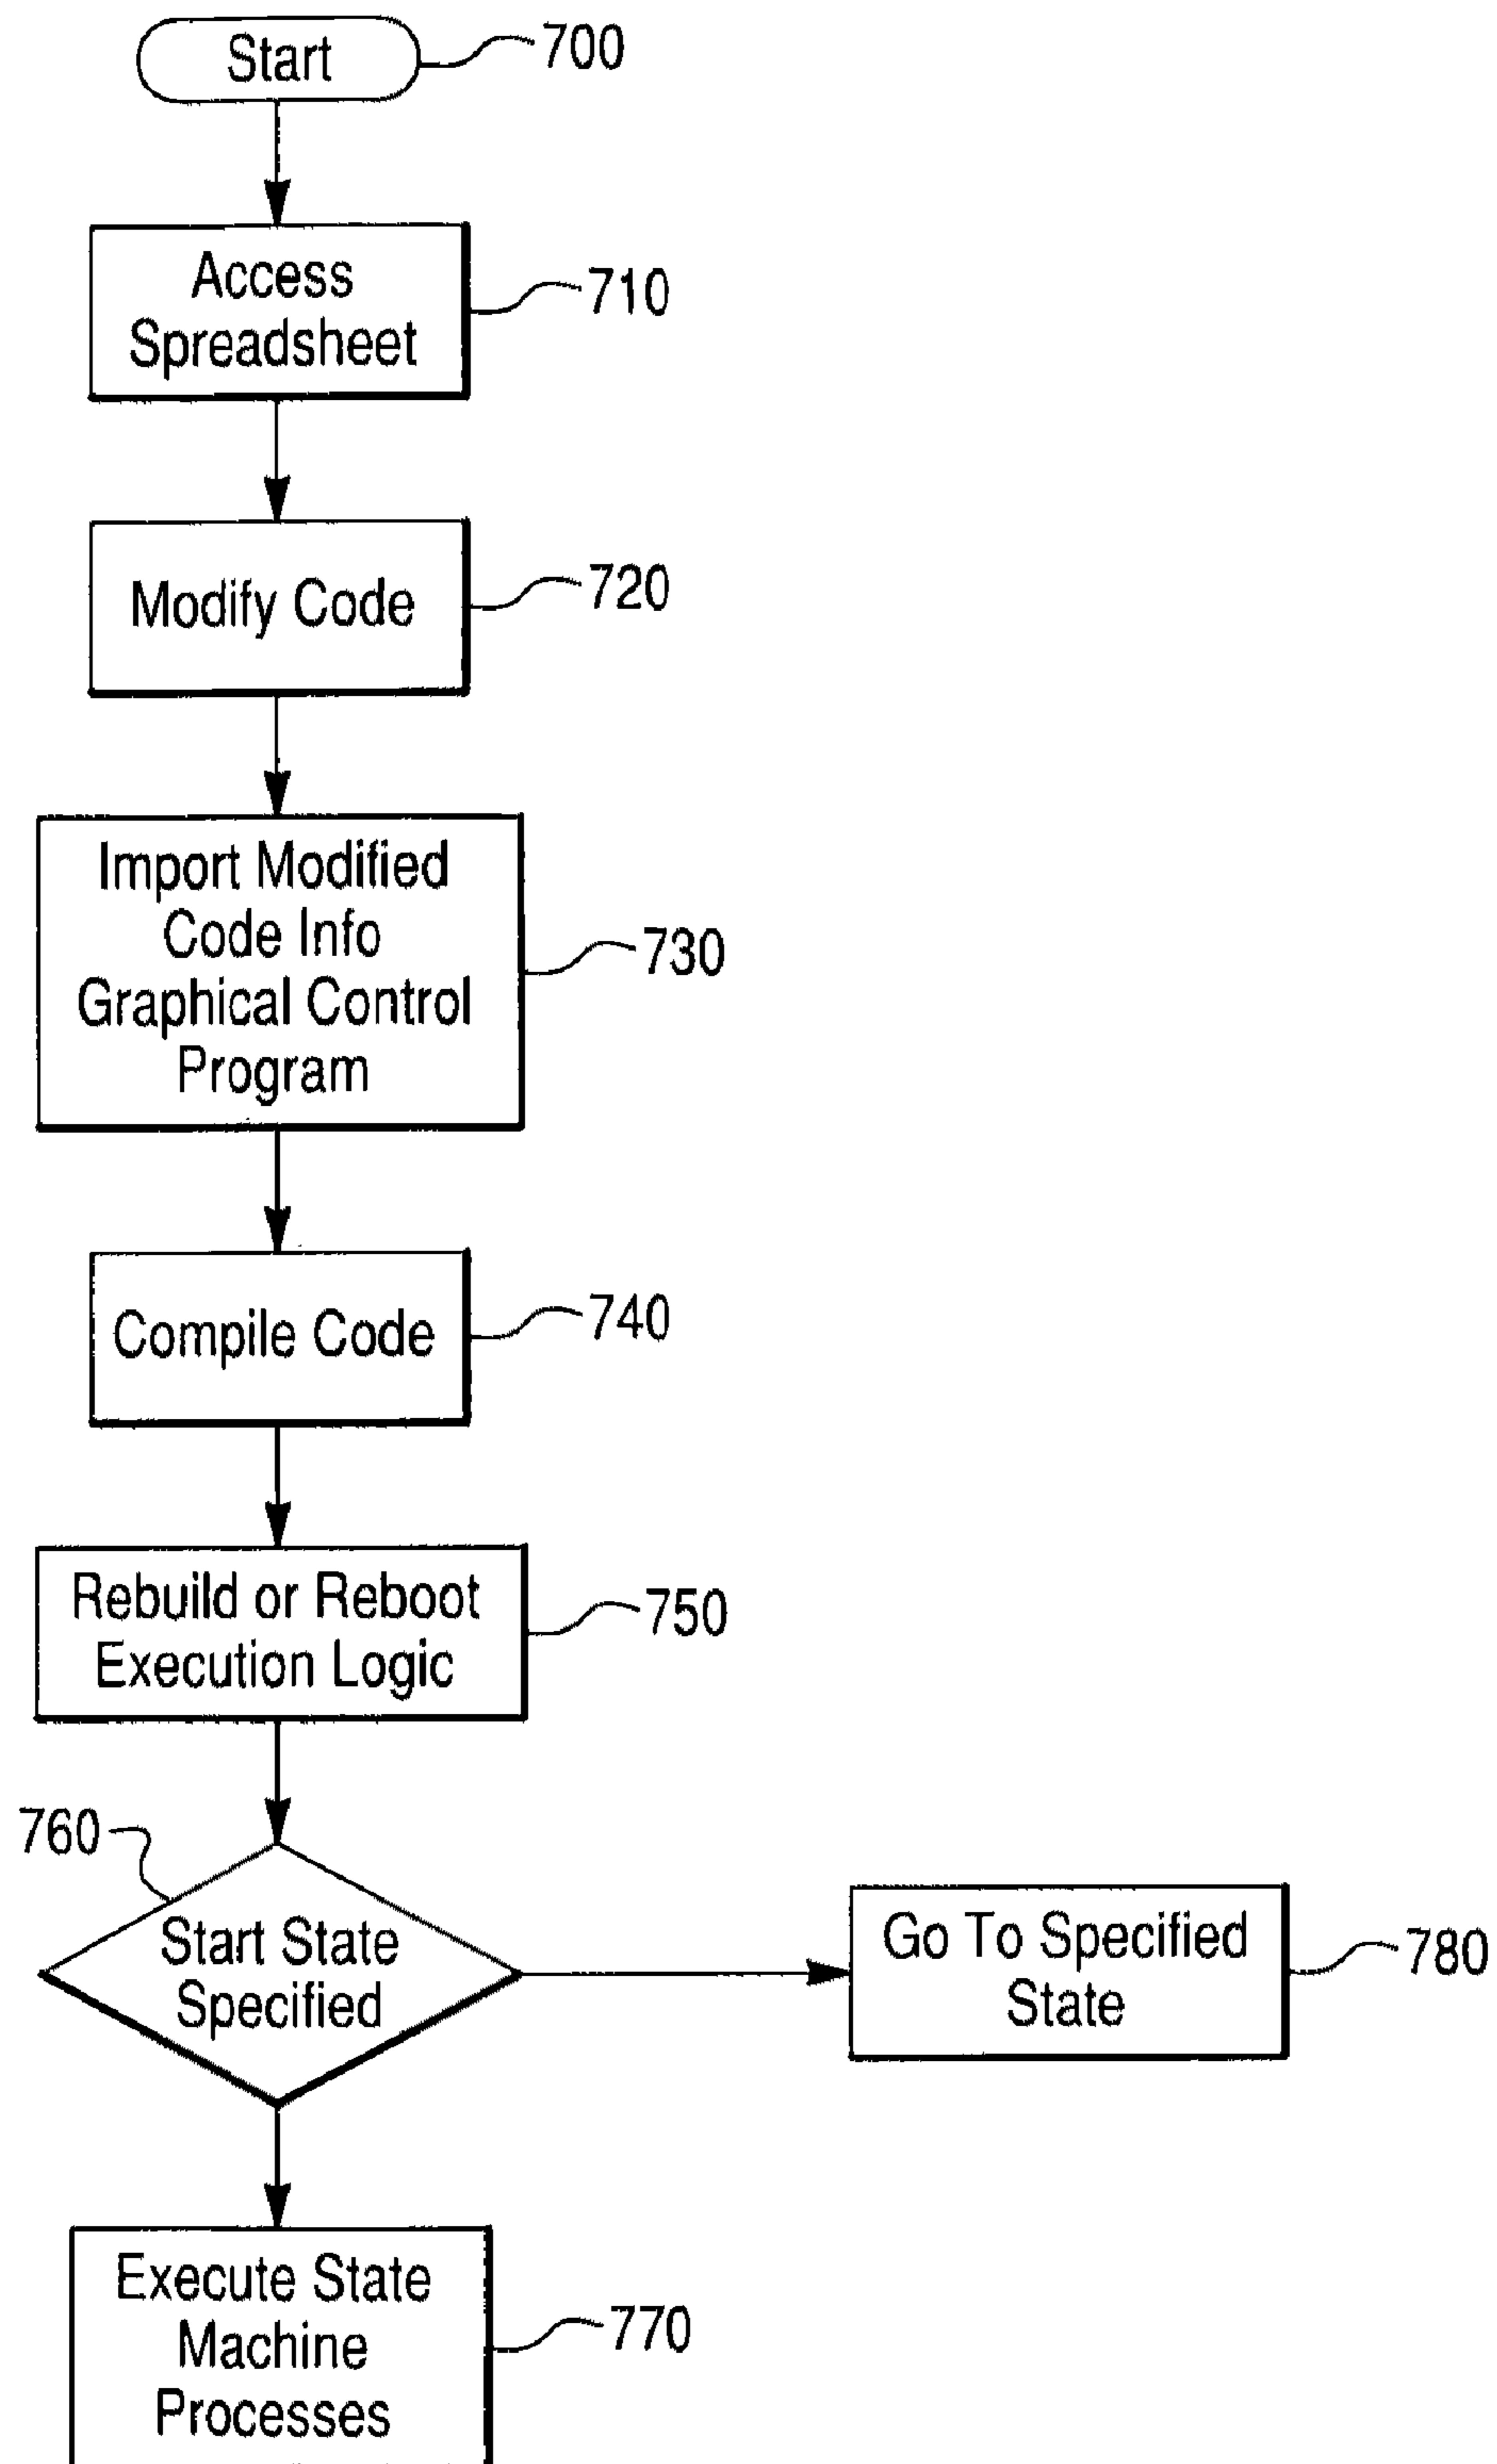 Start
700
Access
Spreadsheet
710
Modify Code
720
Import Modified
Code Info
Graphical Control
Program
730
Compile Code
740
Rebuild or Reboot
Execution Logic
750
760
Start State
Specified
Go To Specified
State
780
Execute State
Machine
Processes
770